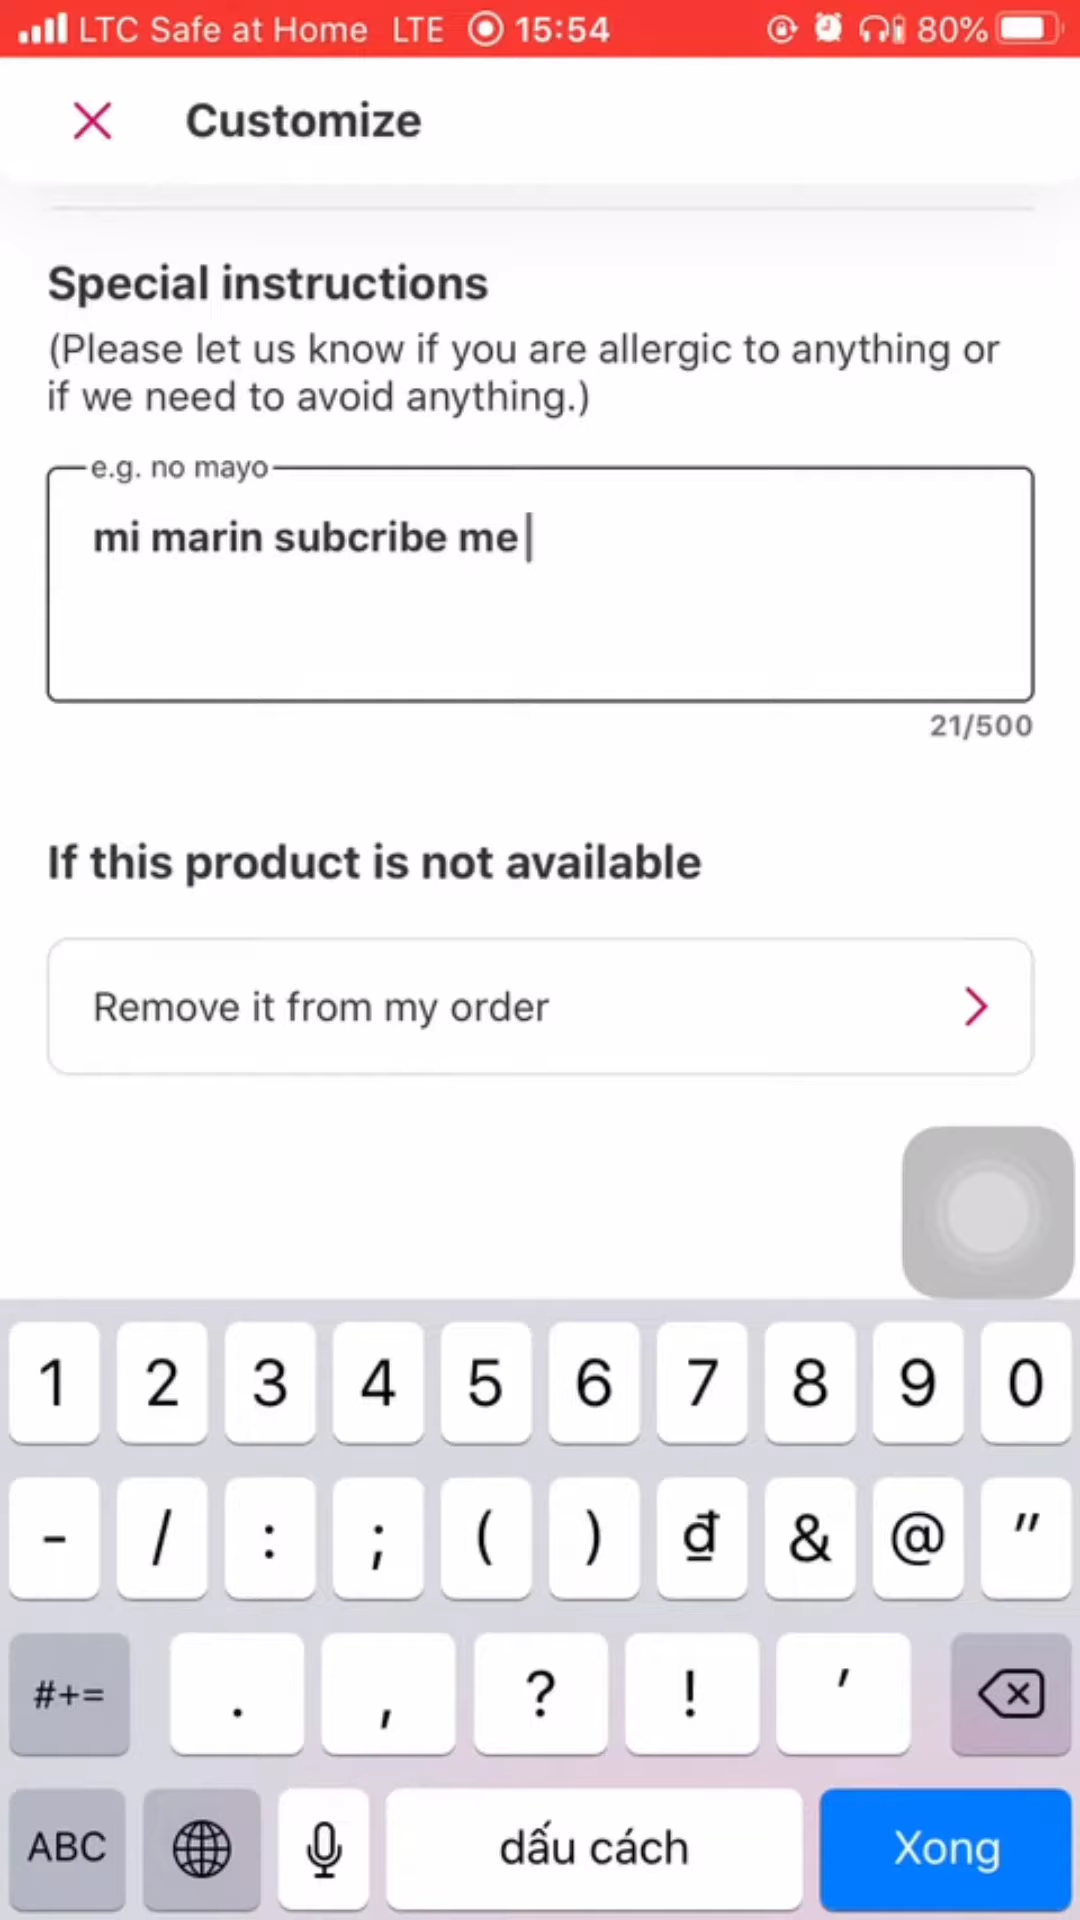 LTC Safe at Home LTE 15:54 80%
Customize
Special instructions
(Please let us know if you are allergic to anything or
if we need to avoid anything.)
e.g. no mayo
mi marin subcribe me
21/500
If this product is not available
Remove it from my order
1 2 3 4 5 6 7 8 9 0
- / : ; ( ) ₫ & @ "
#+= . , ? ! '
ABC dấu cách Xong